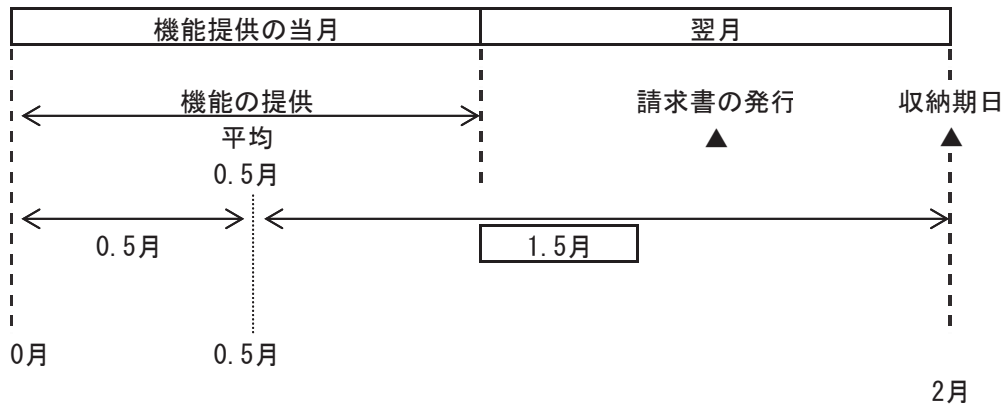 機能提供の当月 翌月
機能の提供 請求書の発行 収納期日
平均 ▲ ▲
0.5月
0.5月 1.5月
0月 0.5月
2月